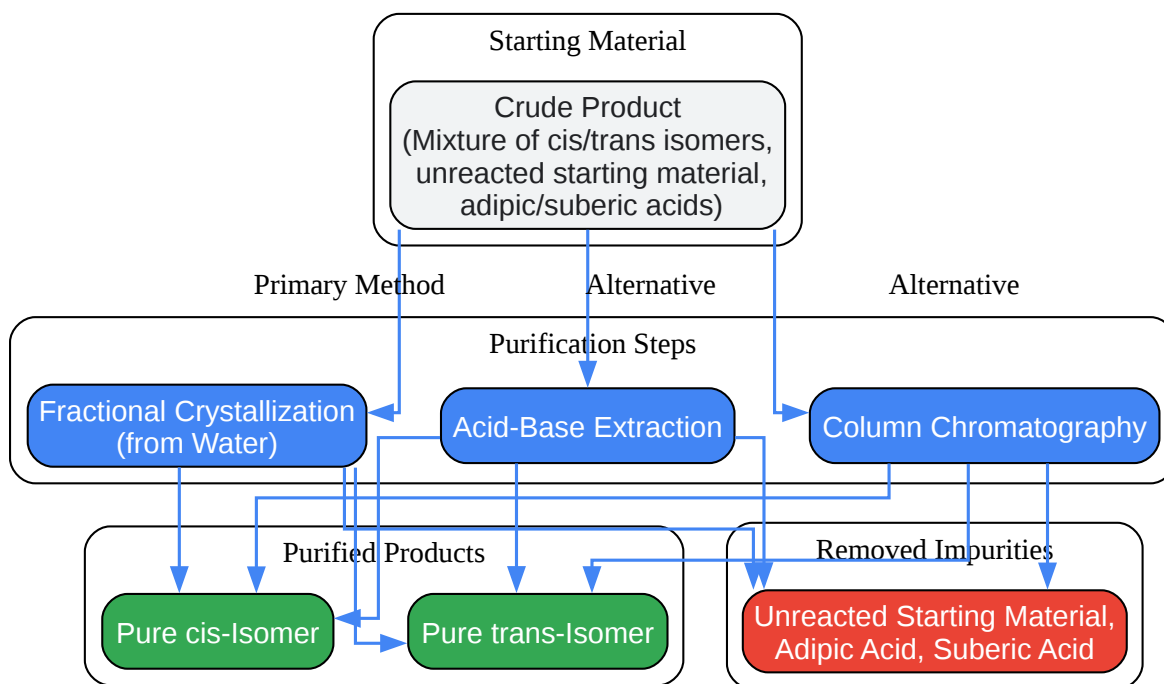 Starting Material
Crude Product
(Mixture of cis/trans isomers,
unreacted starting material,
adipic/suberic acids)
Primary Method
Alternative
Alternative
Purification Steps
Fractional Crystallization
(from Water)
Acid-Base Extraction
Column Chromatography
Purified Products
Removed Impurities
Pure cis-Isomer
Pure trans-Isomer
Unreacted Starting Material,
Adipic Acid, Suberic Acid